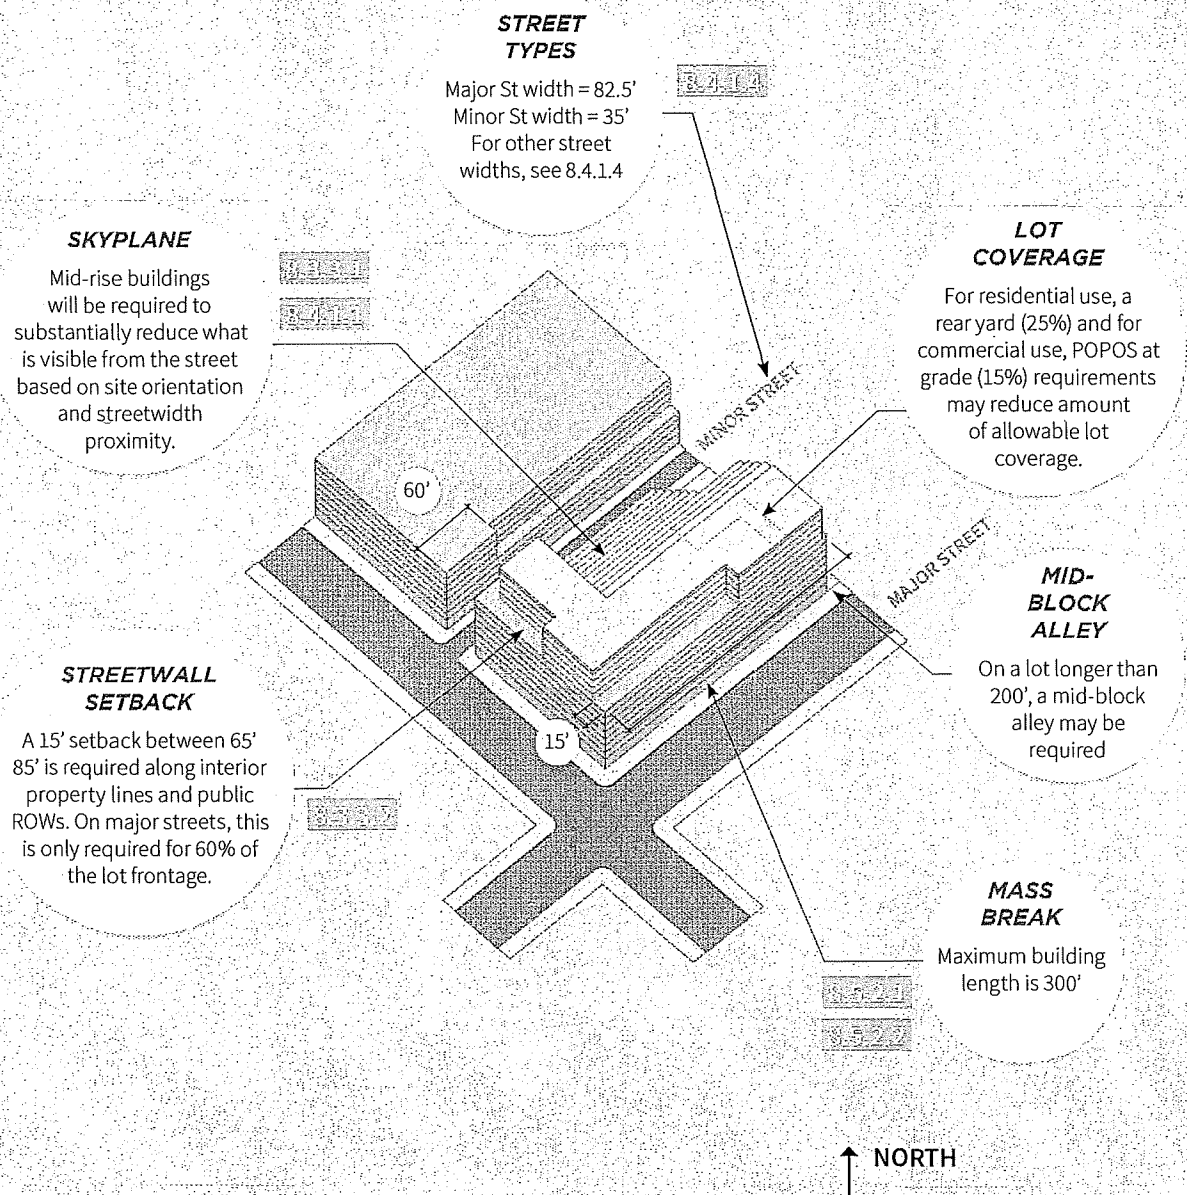 STREET
TYPES
Major St width = 82.5'
Minor St width = 35'
For other street
widths, see 8.4.1.4
8.4.1.4
SKYPLANE
Mid-rise buildings
will be required to
substantially reduce what
is visible from the street
based on site orientation
and streetwidth
proximity.
8.4.1.1
LOT
COVERAGE
For residential use, a
rear yard (25%) and for
commercial use, POPOS at
grade (15%) requirements
may reduce amount
of allowable lot
coverage.
MINOR STREET
60'
MAJOR STREET
MID-
BLOCK
ALLEY
On a lot longer than
200', a mid-block
alley may be
required
STREETWALL
SETBACK
A 15' setback between 65'
85' is required along interior
property lines and public
ROWs. On major streets, this
is only required for 60% of
the lot frontage.
15'
MASS
BREAK
Maximum building
length is 300'
NORTH